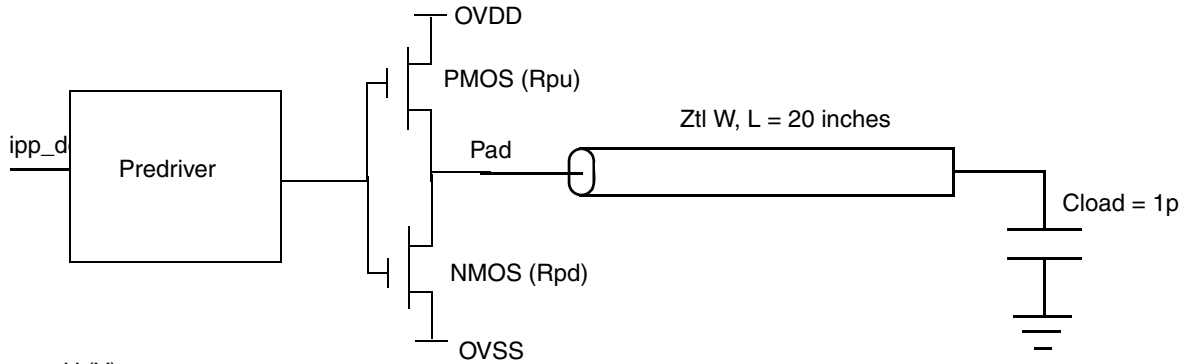 OVDD
PMOS (Rpu)
Ztl W, L = 20 inches
ipp_d
Predriver
Pad
Cload = 1p
NMOS (Rpd)
OVSS